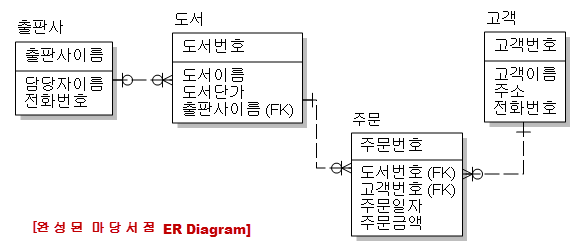 출판사
출판사이름
담당자이름
전화번호
도서
도서번호
도서이름
도서단가
출판사이름 (FK)
고객
고객번호
고객이름
주소
전화번호
주문
주문번호
도서번호 (FK)
고객번호 (FK)
주문일자
주문금액
[완성된 마당서점 ER Diagram]